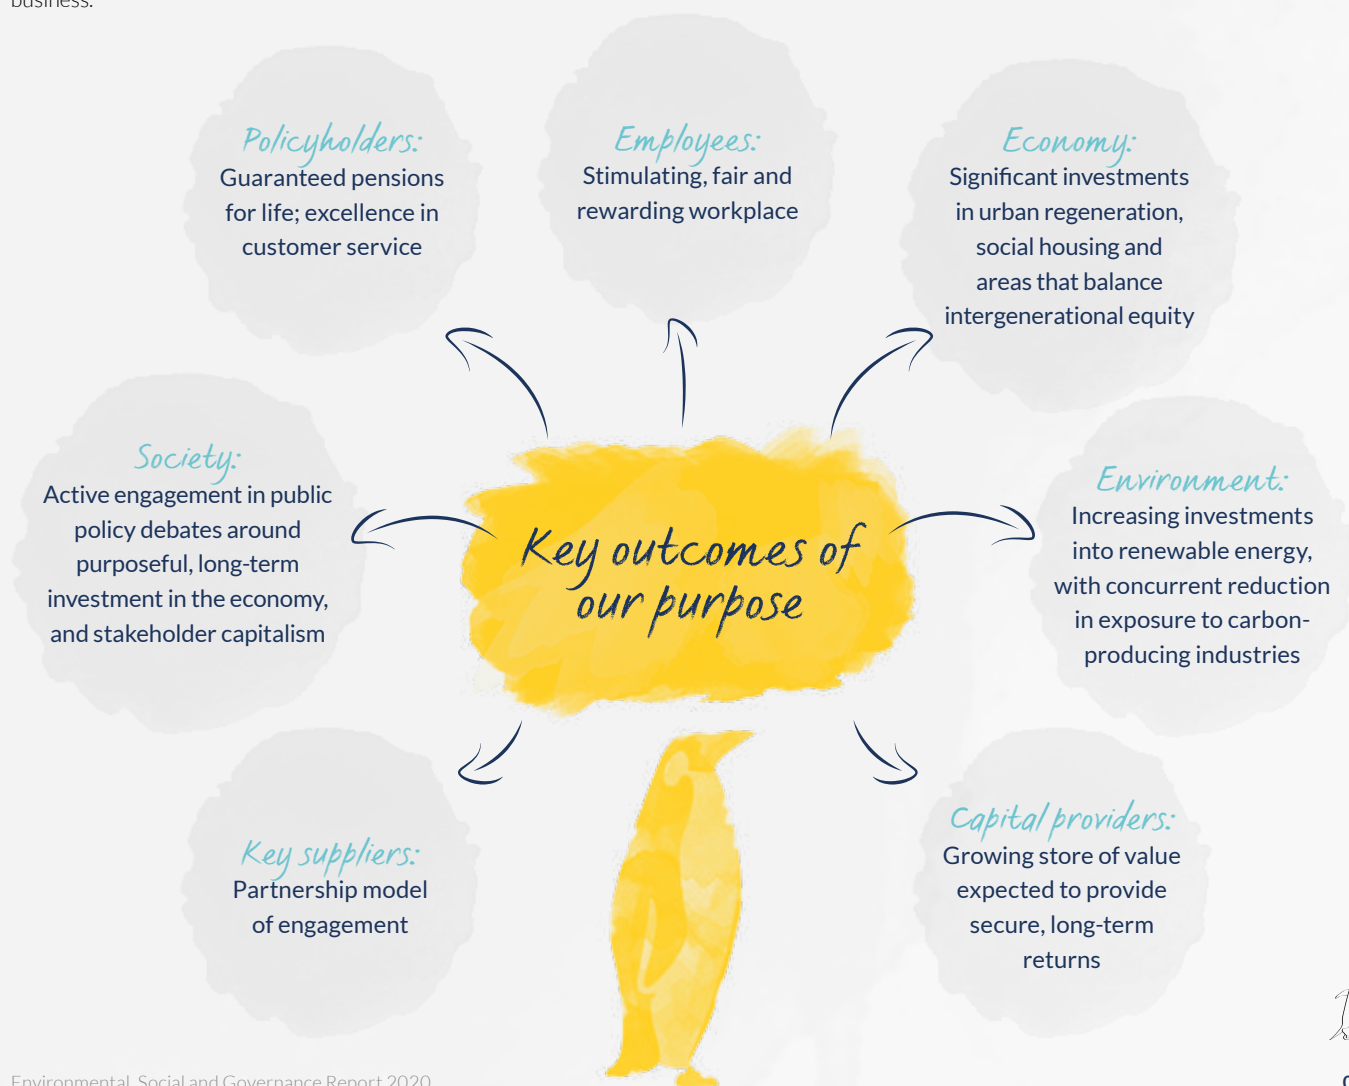 business.
Policyholders:
Guaranteed pensions
for life; excellence in
customer service
Employees:
Stimulating, fair and
rewarding workplace
Economy:
Significant investments
in urban regeneration,
social housing and
areas that balance
intergenerational equity
Society:
Active engagement in public
policy debates around
purposeful, long-term
investment in the economy,
and stakeholder capitalism
Key outcomes of
our purpose
Environment:
Increasing investments
into renewable energy,
with concurrent reduction
in exposure to carbon-
producing industries
Key suppliers:
Partnership model
of engagement
Capital providers:
Growing store of value
expected to provide
secure, long-term
returns
Environmental, Social and Governance Report 2020